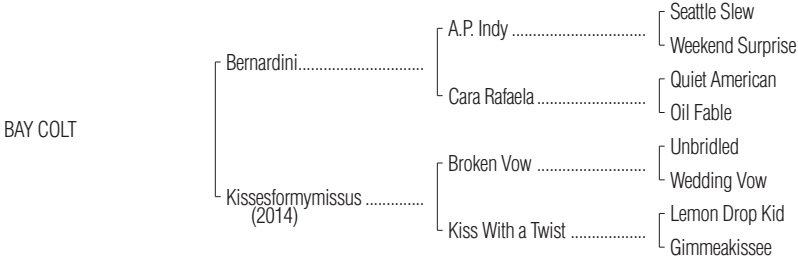 Seattle Slew
A.P. Indy ................................
Weekend Surprise
Bernardini..............................
Quiet American
Cara Rafaela ..........................
Oil Fable
BAY COLT
Unbridled
Broken Vow ..........................
Wedding Vow
Kissesformymissus ..............
(2014)
Lemon Drop Kid
Kiss With a Twist ..................
Gimmeakissee